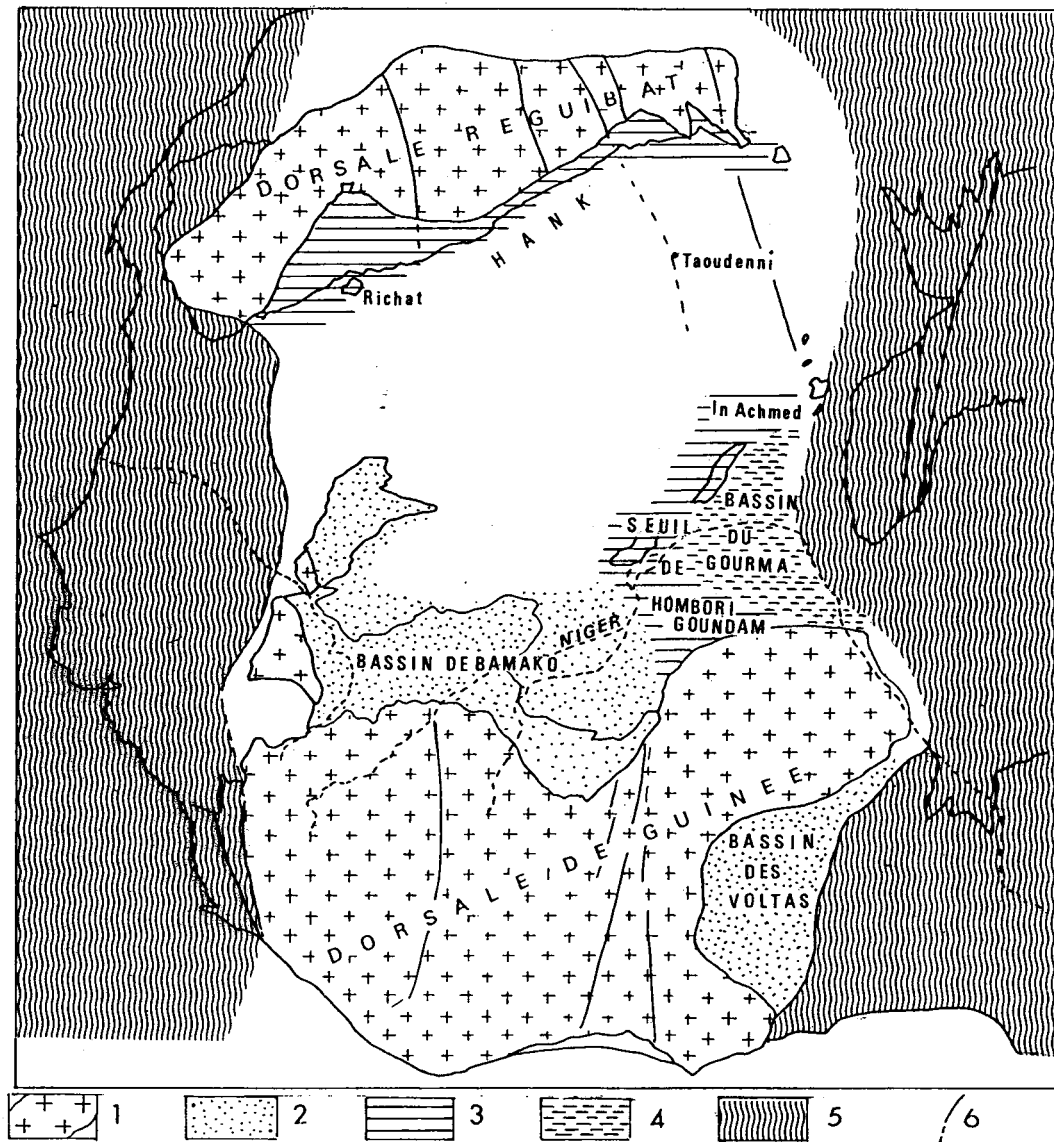 DORSALE REGUIBAT
HANK
Taoudenni
Richat
In Achmed
BASSIN
DU
GOURMA
SEUIL
DE
HOMBORI
GOUNDAM
NIGER
BASSIN DE BAMAKO
DORSALE DE GUINEE
BASSIN
DES
VOLTAS
1 2 3 4 5 6